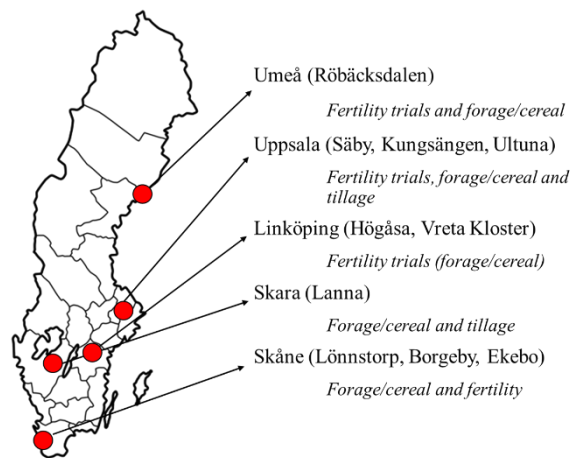 Umeå (Röbäcksdalen)
Fertility trials and forage/cereal
Uppsala (Säby, Kungsängen, Ultuna)
Fertility trials, forage/cereal and
tillage
Linköping (Högåsa, Vreta Kloster)
Fertility trials (forage/cereal)
Skara (Lanna)
Forage/cereal and tillage
Skåne (Lönnstorp, Borgeby, Ekebo)
Forage/cereal and fertility